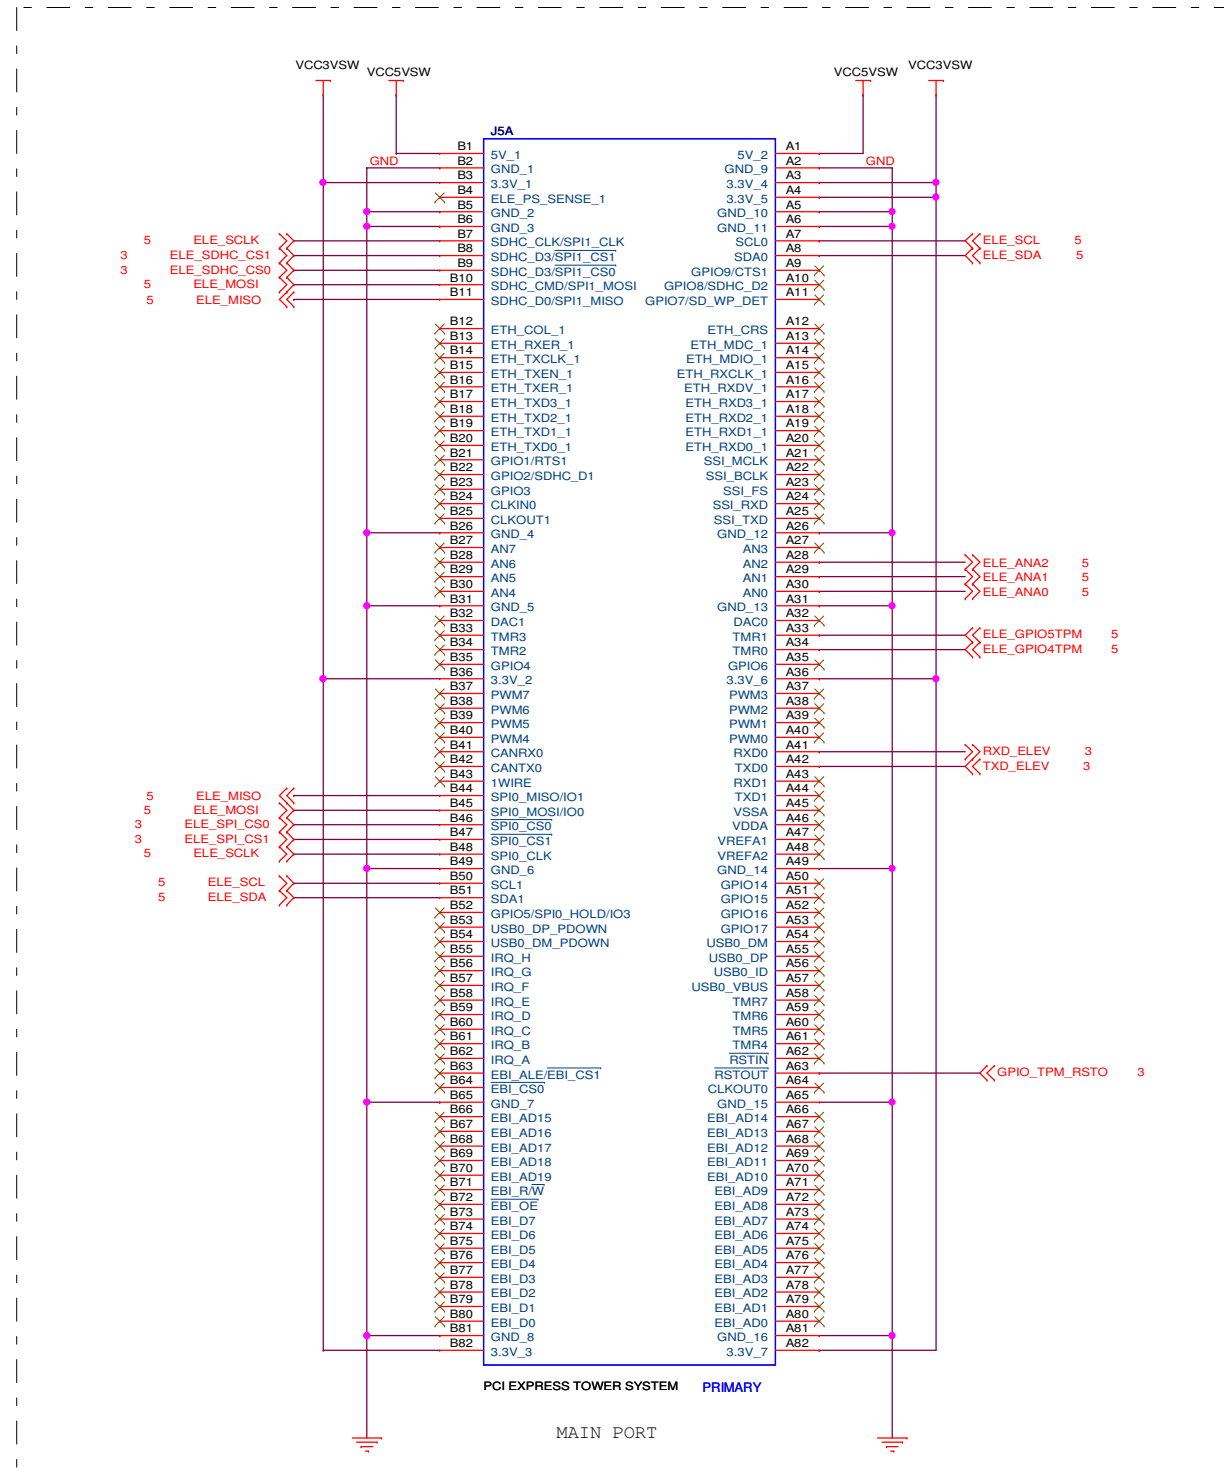 VCC3VSW VCC5VSW VCC5VSW VCC3VSW
J5A
B1 5V_1 5V_2 A1
GND B2 GND_1 GND_9 A2 GND
B3 3.3V_1 3.3V_4 A3
B4 ELE_PS_SENSE_1 3.3V_5 A4
B5 GND_2 GND_10 A5
B6 GND_3 GND_11 A6
5 ELE_SCLK B7 SDHC_CLK/SPI1_CLK SCL0 A7 ELE_SCL 5
3 ELE_SDHC_CS1 B8 SDHC_D3/SPI1_CS1 SDA0 A8 ELE_SDA 5
3 ELE_SDHC_CS0 B9 SDHC_D3/SPI1_CS0 GPIO9/CTS1 A9
5 ELE_MOSI B10 SDHC_CMD/SPI1_MOSI GPIO8/SDHC_D2 A10
5 ELE_MISO B11 SDHC_D0/SPI1_MISO GPIO7/SD_WP_DET A11
B12 ETH_COL_1 ETH_CRS A12
B13 ETH_RXER_1 ETH_MDC_1 A13
B14 ETH_TXCLK_1 ETH_MDIO_1 A14
B15 ETH_TXEN_1 ETH_RXCLK_1 A15
B16 ETH_TXER_1 ETH_RXDV_1 A16
B17 ETH_TXD3_1 ETH_RXD3_1 A17
B18 ETH_TXD2_1 ETH_RXD2_1 A18
B19 ETH_TXD1_1 ETH_RXD1_1 A19
B20 ETH_TXD0_1 ETH_RXD0_1 A20
B21 GPIO1/RTS1 SSI_MCLK A21
B22 GPIO2/SDHC_D1 SSI_BCLK A22
B23 GPIO3 SSI_FS A23
B24 CLKIN0 SSI_RXD A24
B25 CLKOUT1 SSI_TXD A25
B26 GND_4 GND_12 A26
B27 AN7 AN3 A27
B28 AN6 AN2 A28 ELE_ANA2 5
B29 AN5 AN1 A29 ELE_ANA1 5
B30 AN4 AN0 A30 ELE_ANA0 5
B31 GND_5 GND_13 A31
B32 DAC1 DAC0 A32
B33 TMR3 TMR1 A33 ELE_GPIO5TPM 5
B34 TMR2 TMR0 A34 ELE_GPIO4TPM 5
B35 GPIO4 GPIO6 A35
B36 3.3V_2 3.3V_6 A36
B37 PWM7 PWM3 A37
B38 PWM6 PWM2 A38
B39 PWM5 PWM1 A39
B40 PWM4 PWM0 A40
B41 CANRX0 RXD0 A41 RXD_ELEV 3
B42 CANTX0 TXD0 A42 TXD_ELEV 3
B43 1WIRE RXD1 A43
5 ELE_MISO B44 SPI0_MISO/IO1 TXD1 A44
5 ELE_MOSI B45 SPI0_MOSI/IO0 VSSA A45
3 ELE_SPI_CS0 B46 SPI0_CS0 VDDA A46
3 ELE_SPI_CS1 B47 SPI0_CS1 VREFA1 A47
5 ELE_SCLK B48 SPI0_CLK VREFA2 A48
B49 GND_6 GND_14 A49
5 ELE_SCL B50 SCL1 GPIO14 A50
5 ELE_SDA B51 SDA1 GPIO15 A51
B52 GPIO5/SPI0_HOLD/IO3 GPIO16 A52
B53 USB0_DP_PDOWN GPIO17 A53
B54 USB0_DM_PDOWN USB0_DM A54
B55 IRQ_H USB0_DP A55
B56 IRQ_G USB0_ID A56
B57 IRQ_F USB0_VBUS A57
B58 IRQ_E TMR7 A58
B59 IRQ_D TMR6 A59
B60 IRQ_C TMR5 A60
B61 IRQ_B TMR4 A61
B62 IRQ_A RSTIN A62
B63 EBI_ALE/EBI_CS1 RSTOUT A63 GPIO_TPM_RSTO 3
B64 EBI_CS0 CLKOUT0 A64
B65 GND_7 GND_15 A65
B66 EBI_AD15 EBI_AD14 A66
B67 EBI_AD16 EBI_AD13 A67
B68 EBI_AD17 EBI_AD12 A68
B69 EBI_AD18 EBI_AD11 A69
B70 EBI_AD19 EBI_AD10 A70
B71 EBI_R/W EBI_AD9 A71
B72 EBI_OE EBI_AD8 A72
B73 EBI_D7 EBI_AD7 A73
B74 EBI_D6 EBI_AD6 A74
B75 EBI_D5 EBI_AD5 A75
B76 EBI_D4 EBI_AD4 A76
B77 EBI_D3 EBI_AD3 A77
B78 EBI_D2 EBI_AD2 A78
B79 EBI_D1 EBI_AD1 A79
B80 EBI_D0 EBI_AD0 A80
B81 GND_8 GND_16 A81
B82 3.3V_3 3.3V_7 A82
PCI EXPRESS TOWER SYSTEM PRIMARY
MAIN PORT